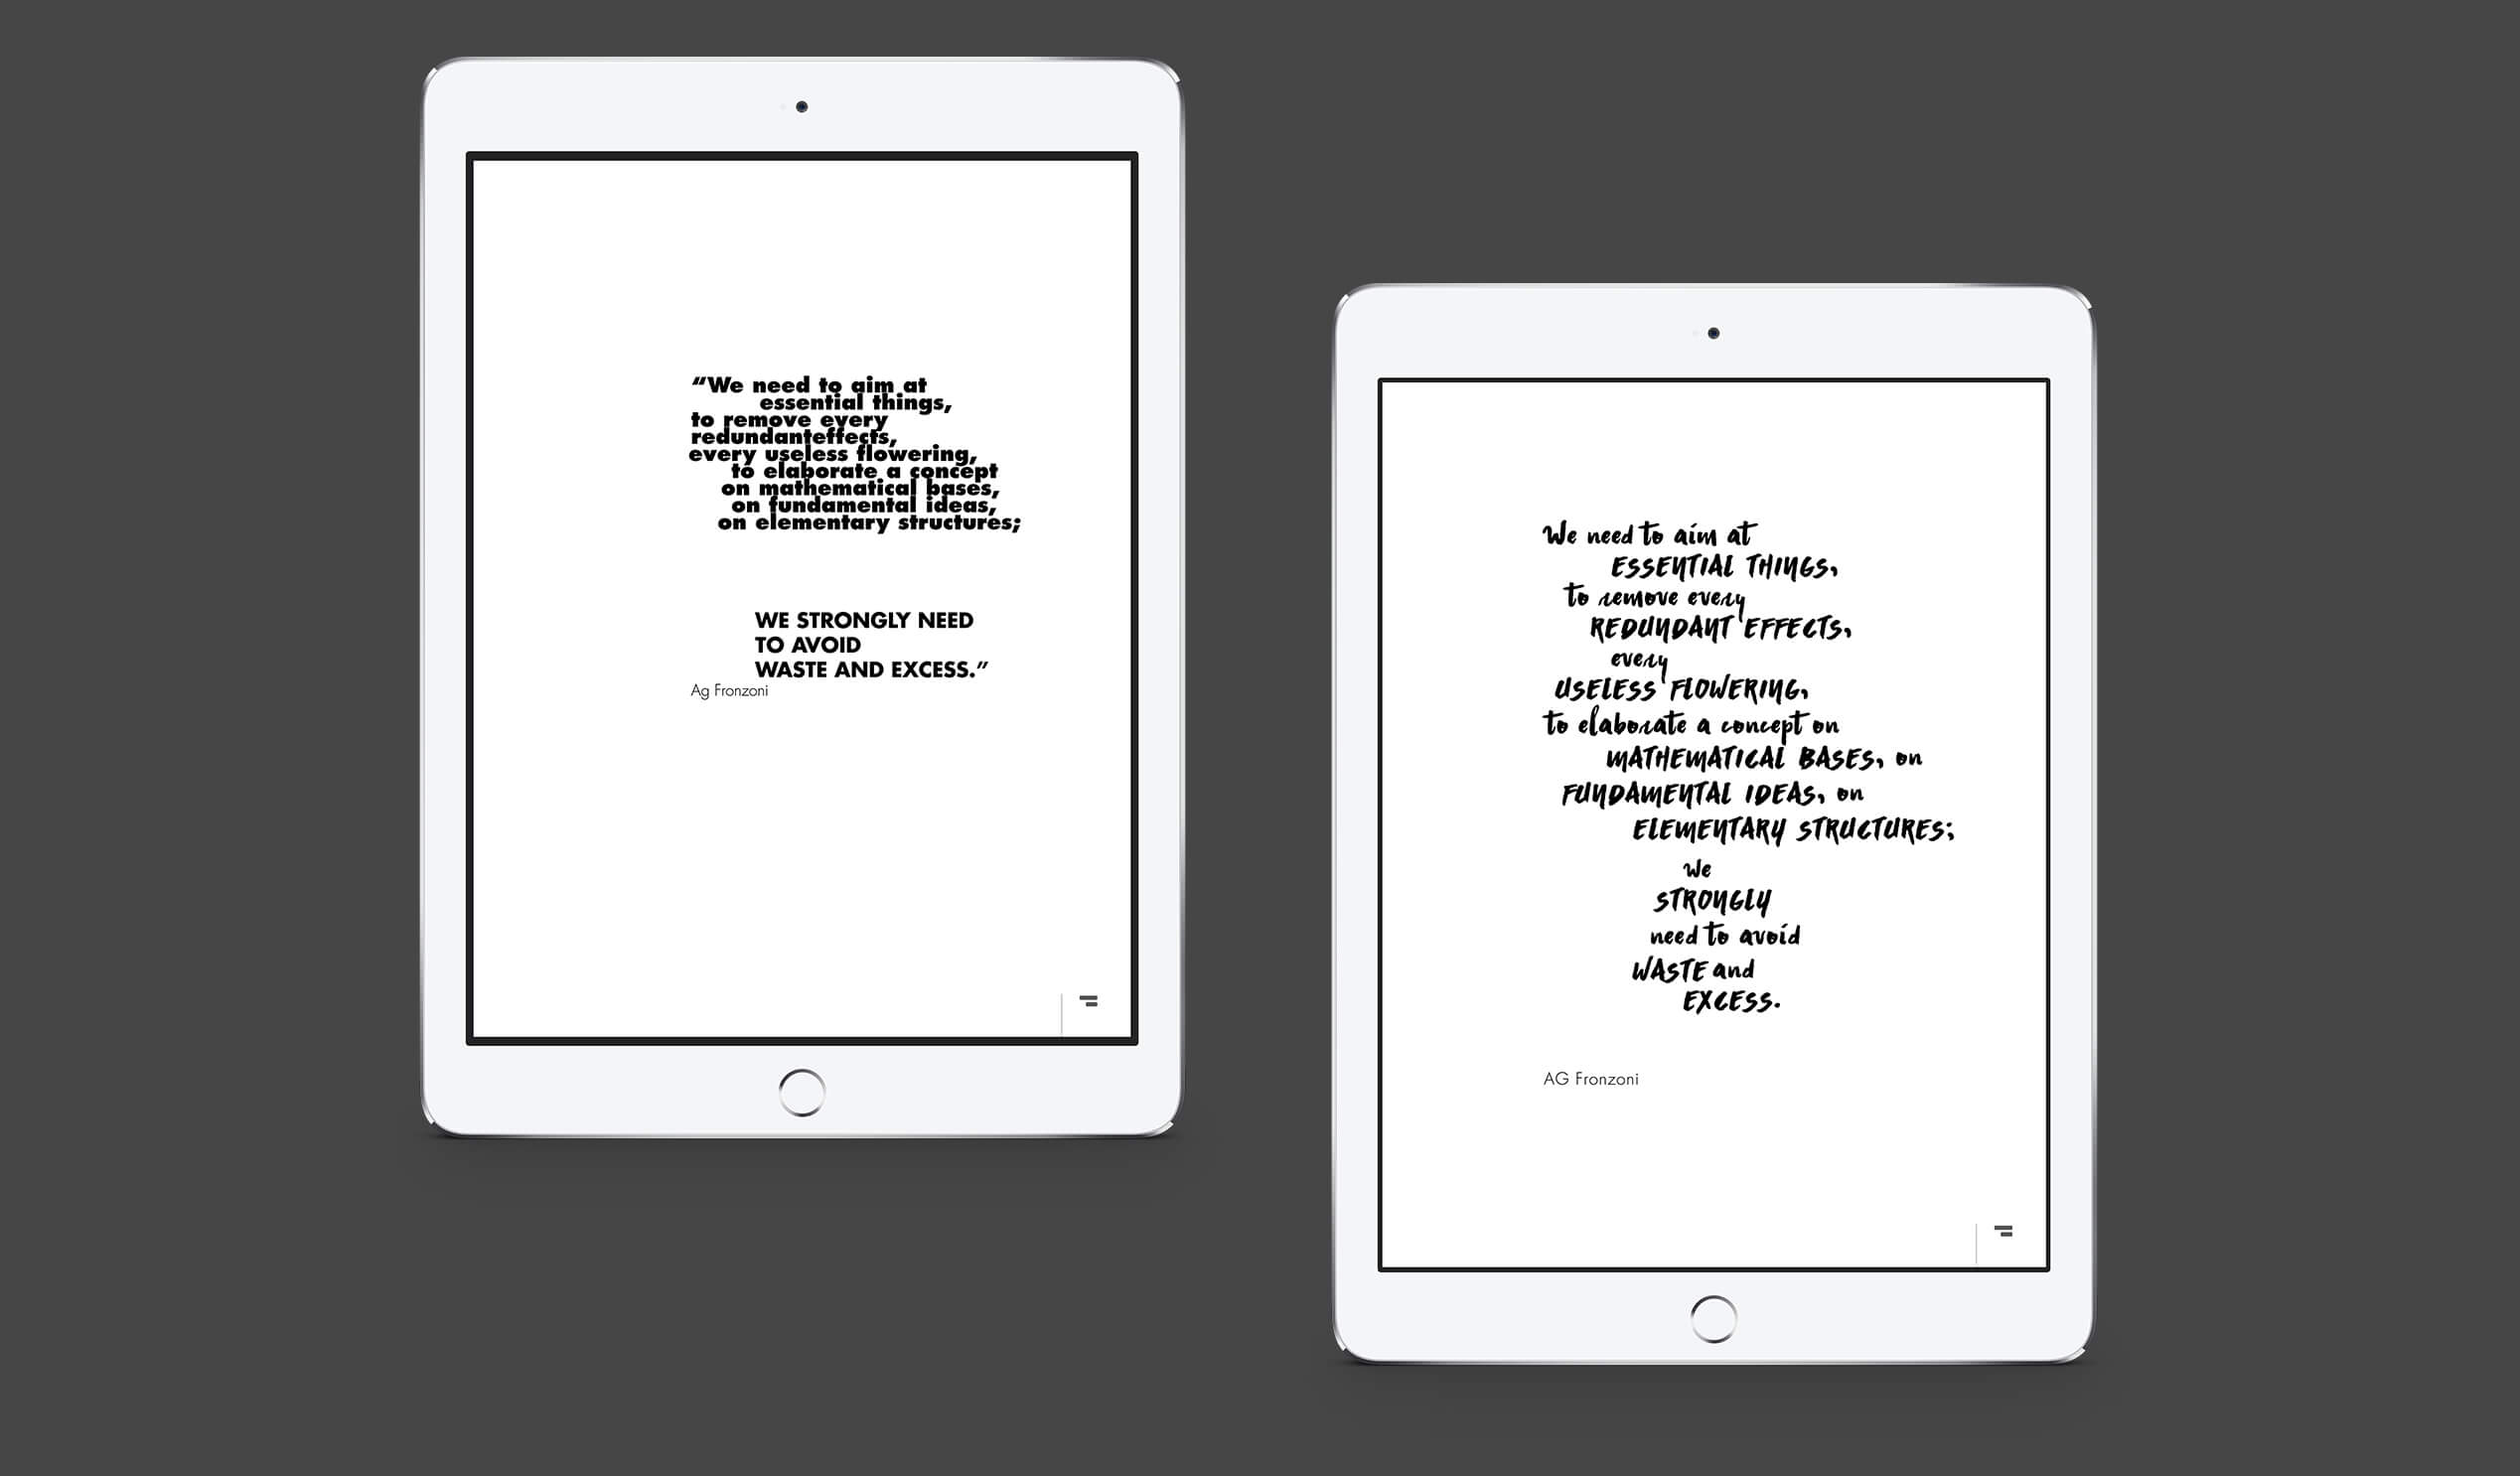 “We need to aim at
essential things,
to remove every
redundanteffects,
every useless flowering,
to elaborate a concept
on mathematical bases,
on fundamental ideas,
on elementary structures;
WE STRONGLY NEED
TO AVOID
WASTE AND EXCESS.”
Ag Fronzoni
We need to aim at
ESSENTIAL THINGS,
to remove every
REDUNDANT EFFECTS,
every
USELESS FLOWERING,
to elaborate a concept on
MATHEMATICAL BASES, on
FUNDAMENTAL IDEAS, on
ELEMENTARY STRUCTURES;
we
STRONGLY
need to avoid
WASTE and
EXCESS.
AG Fronzoni